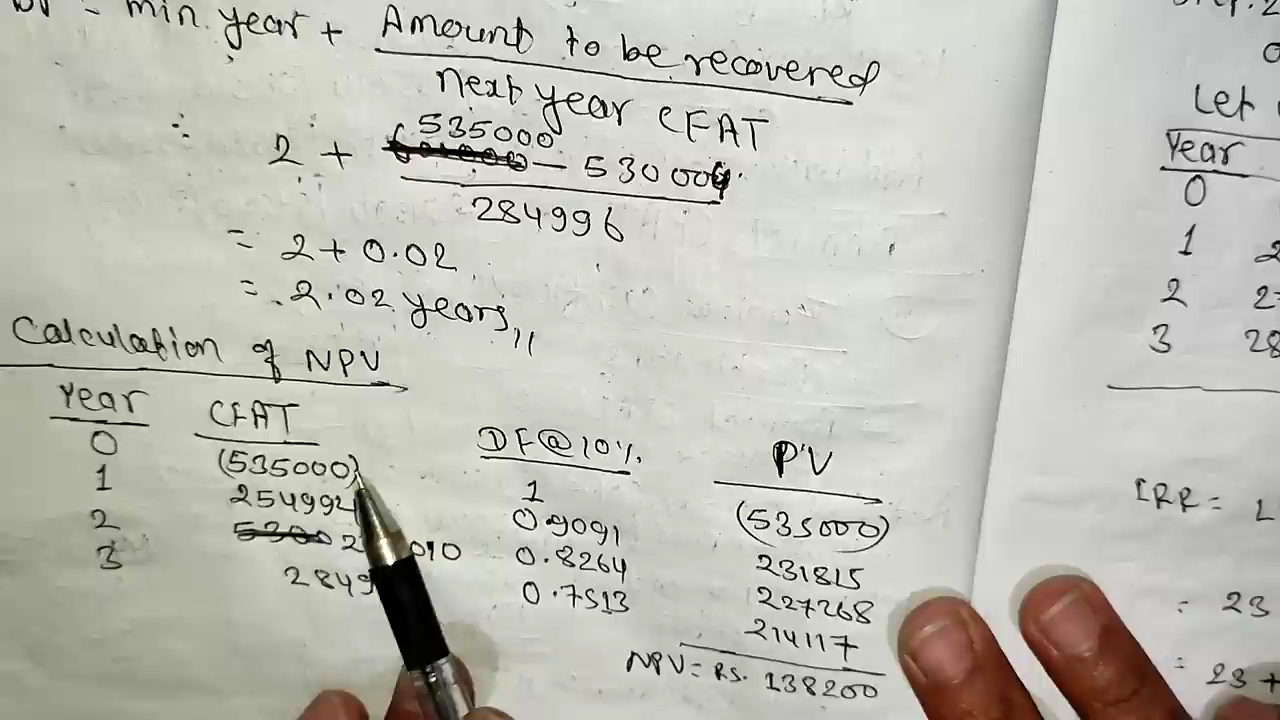 = min. year + Amount to be recovered
next year CFAT
∴ 2 + 535000 - 530004
284996
= 2 + 0.02
= 2.02 years,,
Calculation of NPV
Year CFAT DF@10% PV
0 (535000) 1 (535000)
1 0.9091 231815
2 0.8264 227268
3 0.7513 214117
NPV = Rs. 138200
Let
Year
0
1
2
3
IRR =
= 23
= 23 +